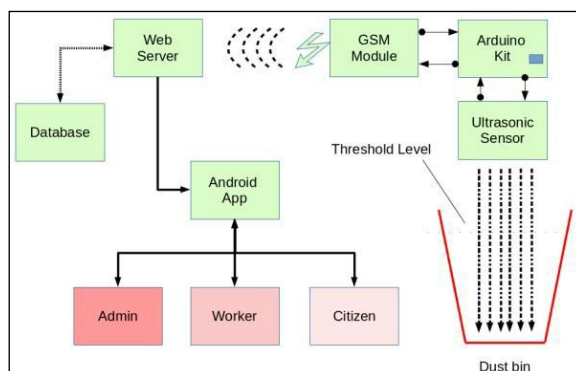 Web
Server
GSM
Module
Arduino
Kit
Database
Ultrasonic
Sensor
Threshold Level
Android
App
Admin
Worker
Citizen
Dust bin